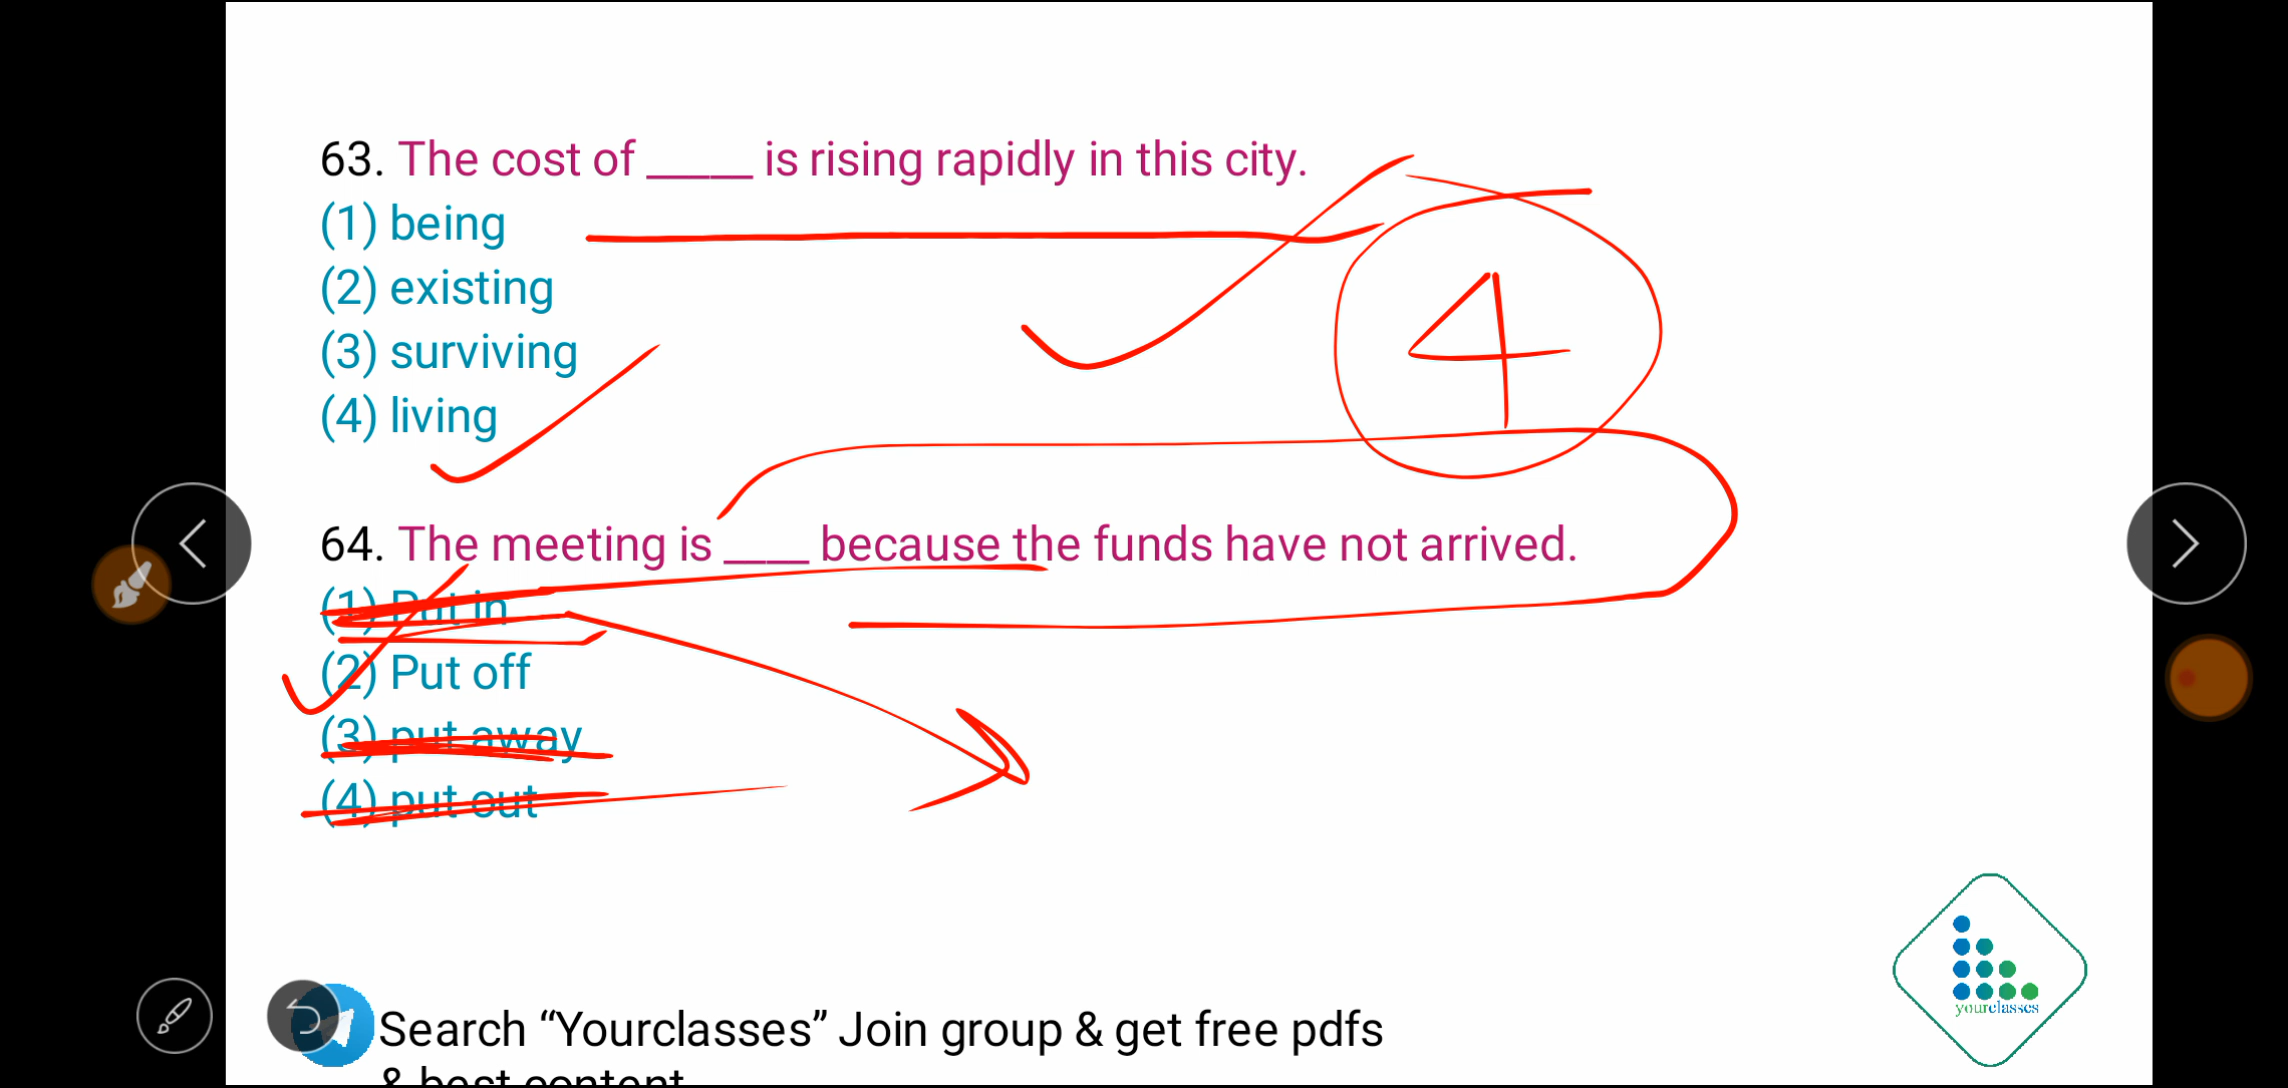 63. The cost of _____ is rising rapidly in this city.
(1) being
(2) existing
(3) surviving
(4) living
4
64. The meeting is ____ because the funds have not arrived.
(1) Put in
(2) Put off
(3) put away
(4) put out
yourclasses
Search “Yourclasses” Join group & get free pdfs
& best content